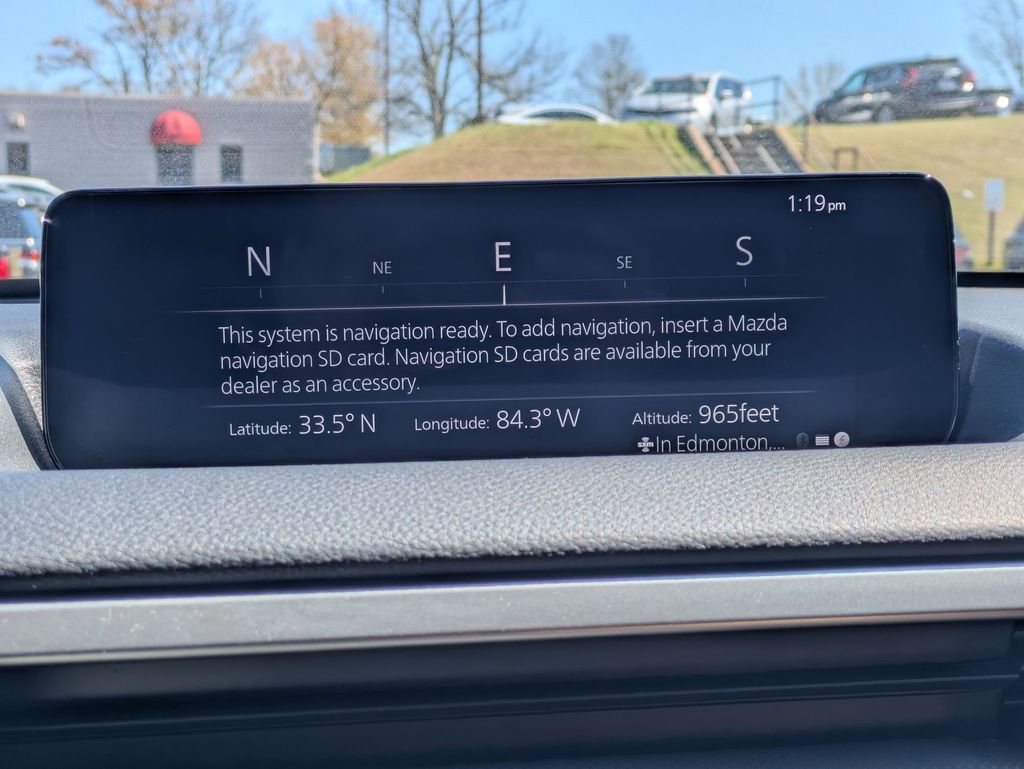 1:19pm
N NE E SE S
This system is navigation ready. To add navigation, insert a Mazda
navigation SD card. Navigation SD cards are available from your
dealer as an accessory.
Latitude: 33.5° N Longitude: 84.3° W Altitude: 965feet
sxm In Edmonton,...